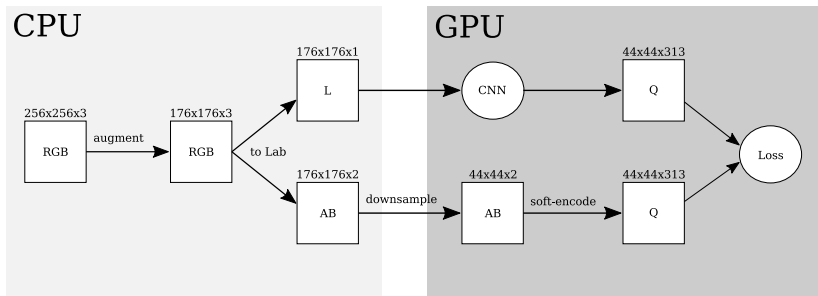 CPU
GPU
176x176x1
L
CNN
44x44x313
Q
256x256x3
RGB
augment
176x176x3
RGB
to Lab
Loss
176x176x2
AB
downsample
44x44x2
AB
soft-encode
44x44x313
Q